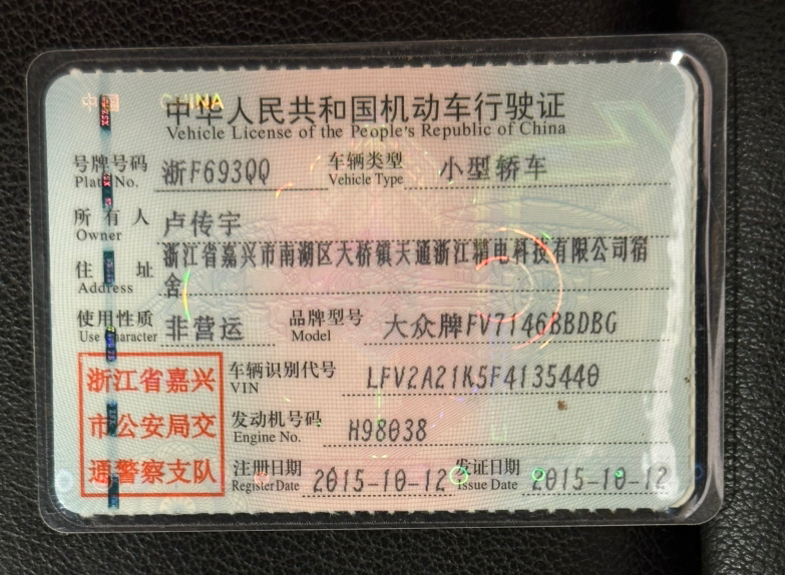 中国 CHINA
中华人民共和国机动车行驶证
Vehicle License of the People's Republic of China
号牌号码 浙F693QQ 车辆类型 小型轿车
Plate No. Vehicle Type
所有人 卢传宇
Owner
住址 浙江省嘉兴市南湖区大桥镇天通浙江精电科技有限公司宿
Address 舍
使用性质 非营运 品牌型号 大众牌FV7146BBDBG
Use Character Model
车辆识别代号 LFV2A21K5F4135440
VIN
发动机号码 H98038
Engine No.
浙江省嘉兴
市公安局交
通警察支队
注册日期 2015-10-12 发证日期 2015-10-12
Register Date Issue Date